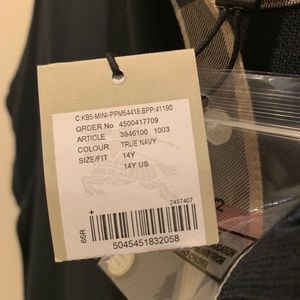 C:KB5-MINI-PPM64418.BPP:41190
ORDER No 4500417709
ARTICLE 3946100 1003
COLOUR TRUE NAVY
SIZE/FIT 14Y
14Y US
2457407
66R
+
5045451832058